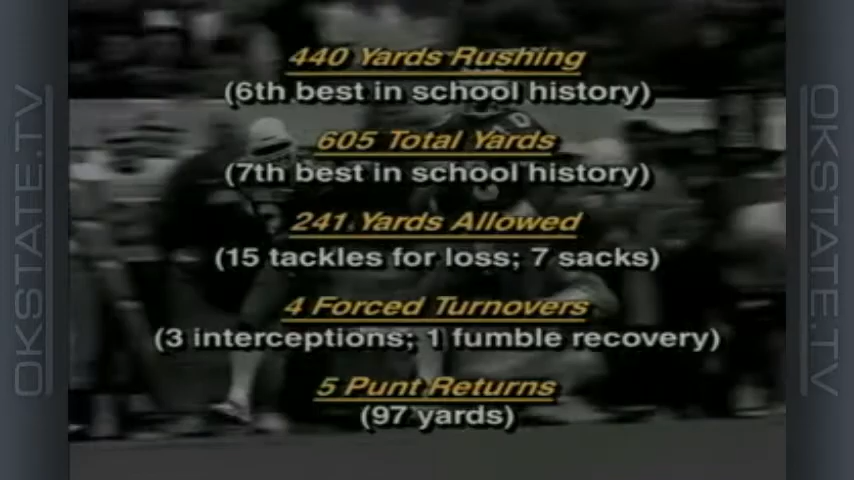 440 Yards Rushing
(6th best in school history)
605 Total Yards
(7th best in school history)
241 Yards Allowed
(15 tackles for loss; 7 sacks)
4 Forced Turnovers
(3 interceptions; 1 fumble recovery)
5 Punt Returns
(97 yards)
OKSTATE.TV
OKSTATE.TV